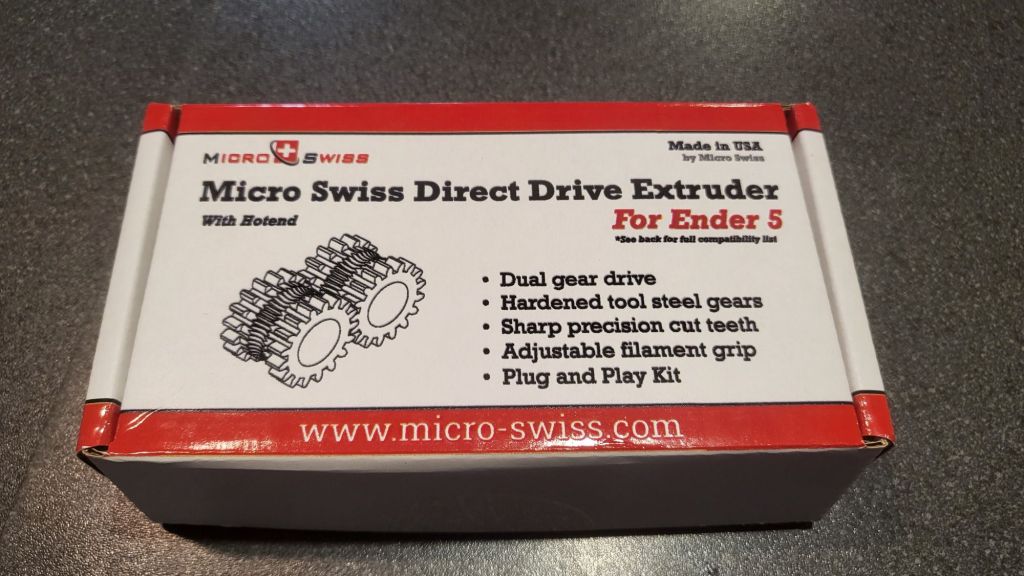 MICRO SWISS
Made in USA
by Micro Swiss
Micro Swiss Direct Drive Extruder
With Hotend
For Ender 5
*See back for full compatibility list
• Dual gear drive
• Hardened tool steel gears
• Sharp precision cut teeth
• Adjustable filament grip
• Plug and Play Kit
www.micro-swiss.com